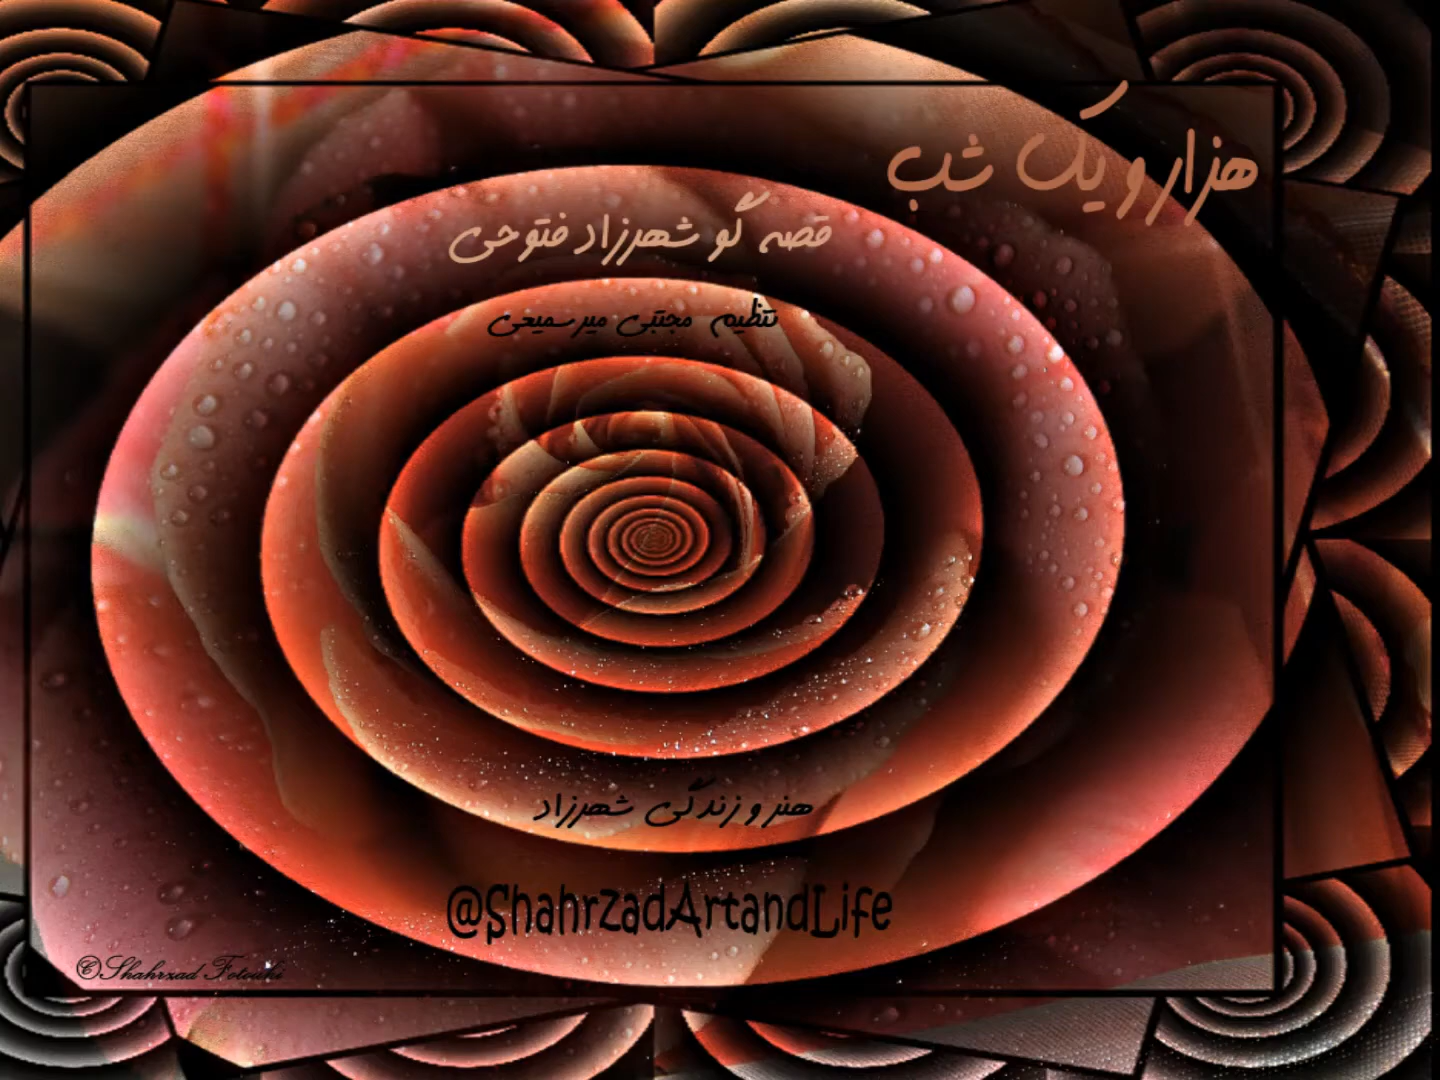 هزار و یک شب
قصه گو شهرزاد فتوحی
تنظیم مجتبی میرسمیعی
هنر و زندگی شهرزاد
@ShahrzadArtandLife
©Shahrzad Fotouhi